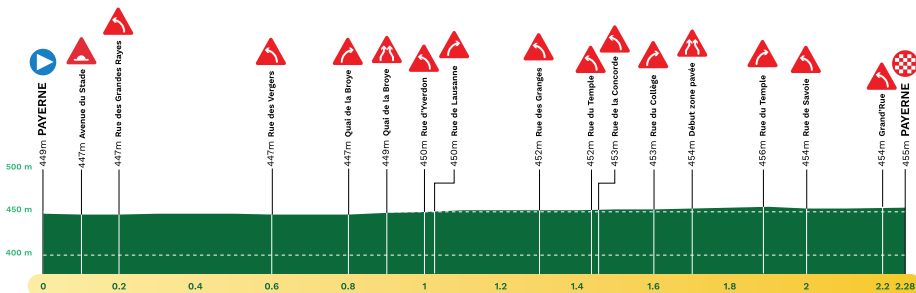 PAYERNE
449m
Avenue du Stade
447m
Rue des Grandes Rayes
447m
Rue des Vergers
447m
Quai de la Broye
447m
Quai de la Broye
449m
Rue d'Yverdon
450m
Rue de Lausanne
450m
Rue des Granges
452m
Rue du Temple
452m
Rue de la Concorde
453m
Rue du Collège
453m
Début zone pavée
454m
Rue du Temple
456m
Rue de Savoie
454m
Grand'Rue
454m
PAYERNE
455m
500 m
450 m
400 m
0 0.2 0.4 0.6 0.8 1 1.2 1.4 1.6 1.8 2 2.2 2.28